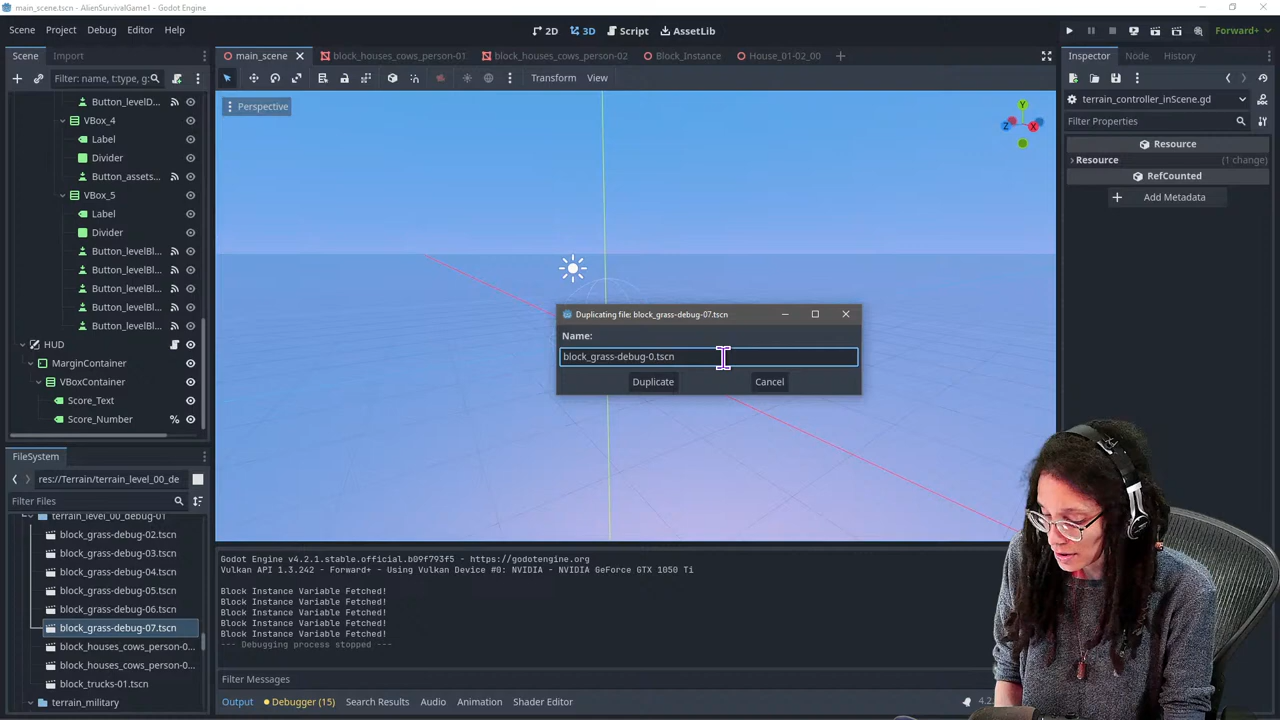 main_scene.tscn - AlienSurvivalGame1 - Godot Engine
Scene Project Debug Editor Help
2D 3D Script AssetLib
Forward+
Scene Import
main_scene block_houses_cows_person-01 block_houses_cows_person-02 Block_Instance House_01-02_00
Inspector Node History
Filter: name, t:type, g:
Transform View
Perspective
Y
Z
X
terrain_controller_inScene.gd
Filter Properties
Resource
Resource (1 change)
RefCounted
Add Metadata
Button_levelD...
VBox_4
Label
Divider
Button_assets...
VBox_5
Label
Divider
Button_levelBl...
Button_levelBl...
Button_levelBl...
Button_levelBl...
Button_levelBl...
HUD
MarginContainer
VBoxContainer
Score_Text
Score_Number %
Duplicating file: block_grass-debug-07.tscn
Name:
block_grass-debug-0.tscn
Duplicate Cancel
FileSystem
res://Terrain/terrain_level_00_de
Filter Files
terrain_level_00_debug-01
block_grass-debug-02.tscn
block_grass-debug-03.tscn
block_grass-debug-04.tscn
block_grass-debug-05.tscn
block_grass-debug-06.tscn
block_grass-debug-07.tscn
block_houses_cows_person-0...
block_houses_cows_person-0...
block_trucks-01.tscn
terrain_military
Godot Engine v4.2.1.stable.official.b09f793f5 - https://godotengine.org
Vulkan API 1.3.242 - Forward+ - Using Vulkan Device #0: NVIDIA - NVIDIA GeForce GTX 1050 Ti
Block Instance Variable Fetched!
Block Instance Variable Fetched!
Block Instance Variable Fetched!
Block Instance Variable Fetched!
Block Instance Variable Fetched!
--- Debugging process stopped ---
Filter Messages
Output Debugger (15) Search Results Audio Animation Shader Editor
4.2